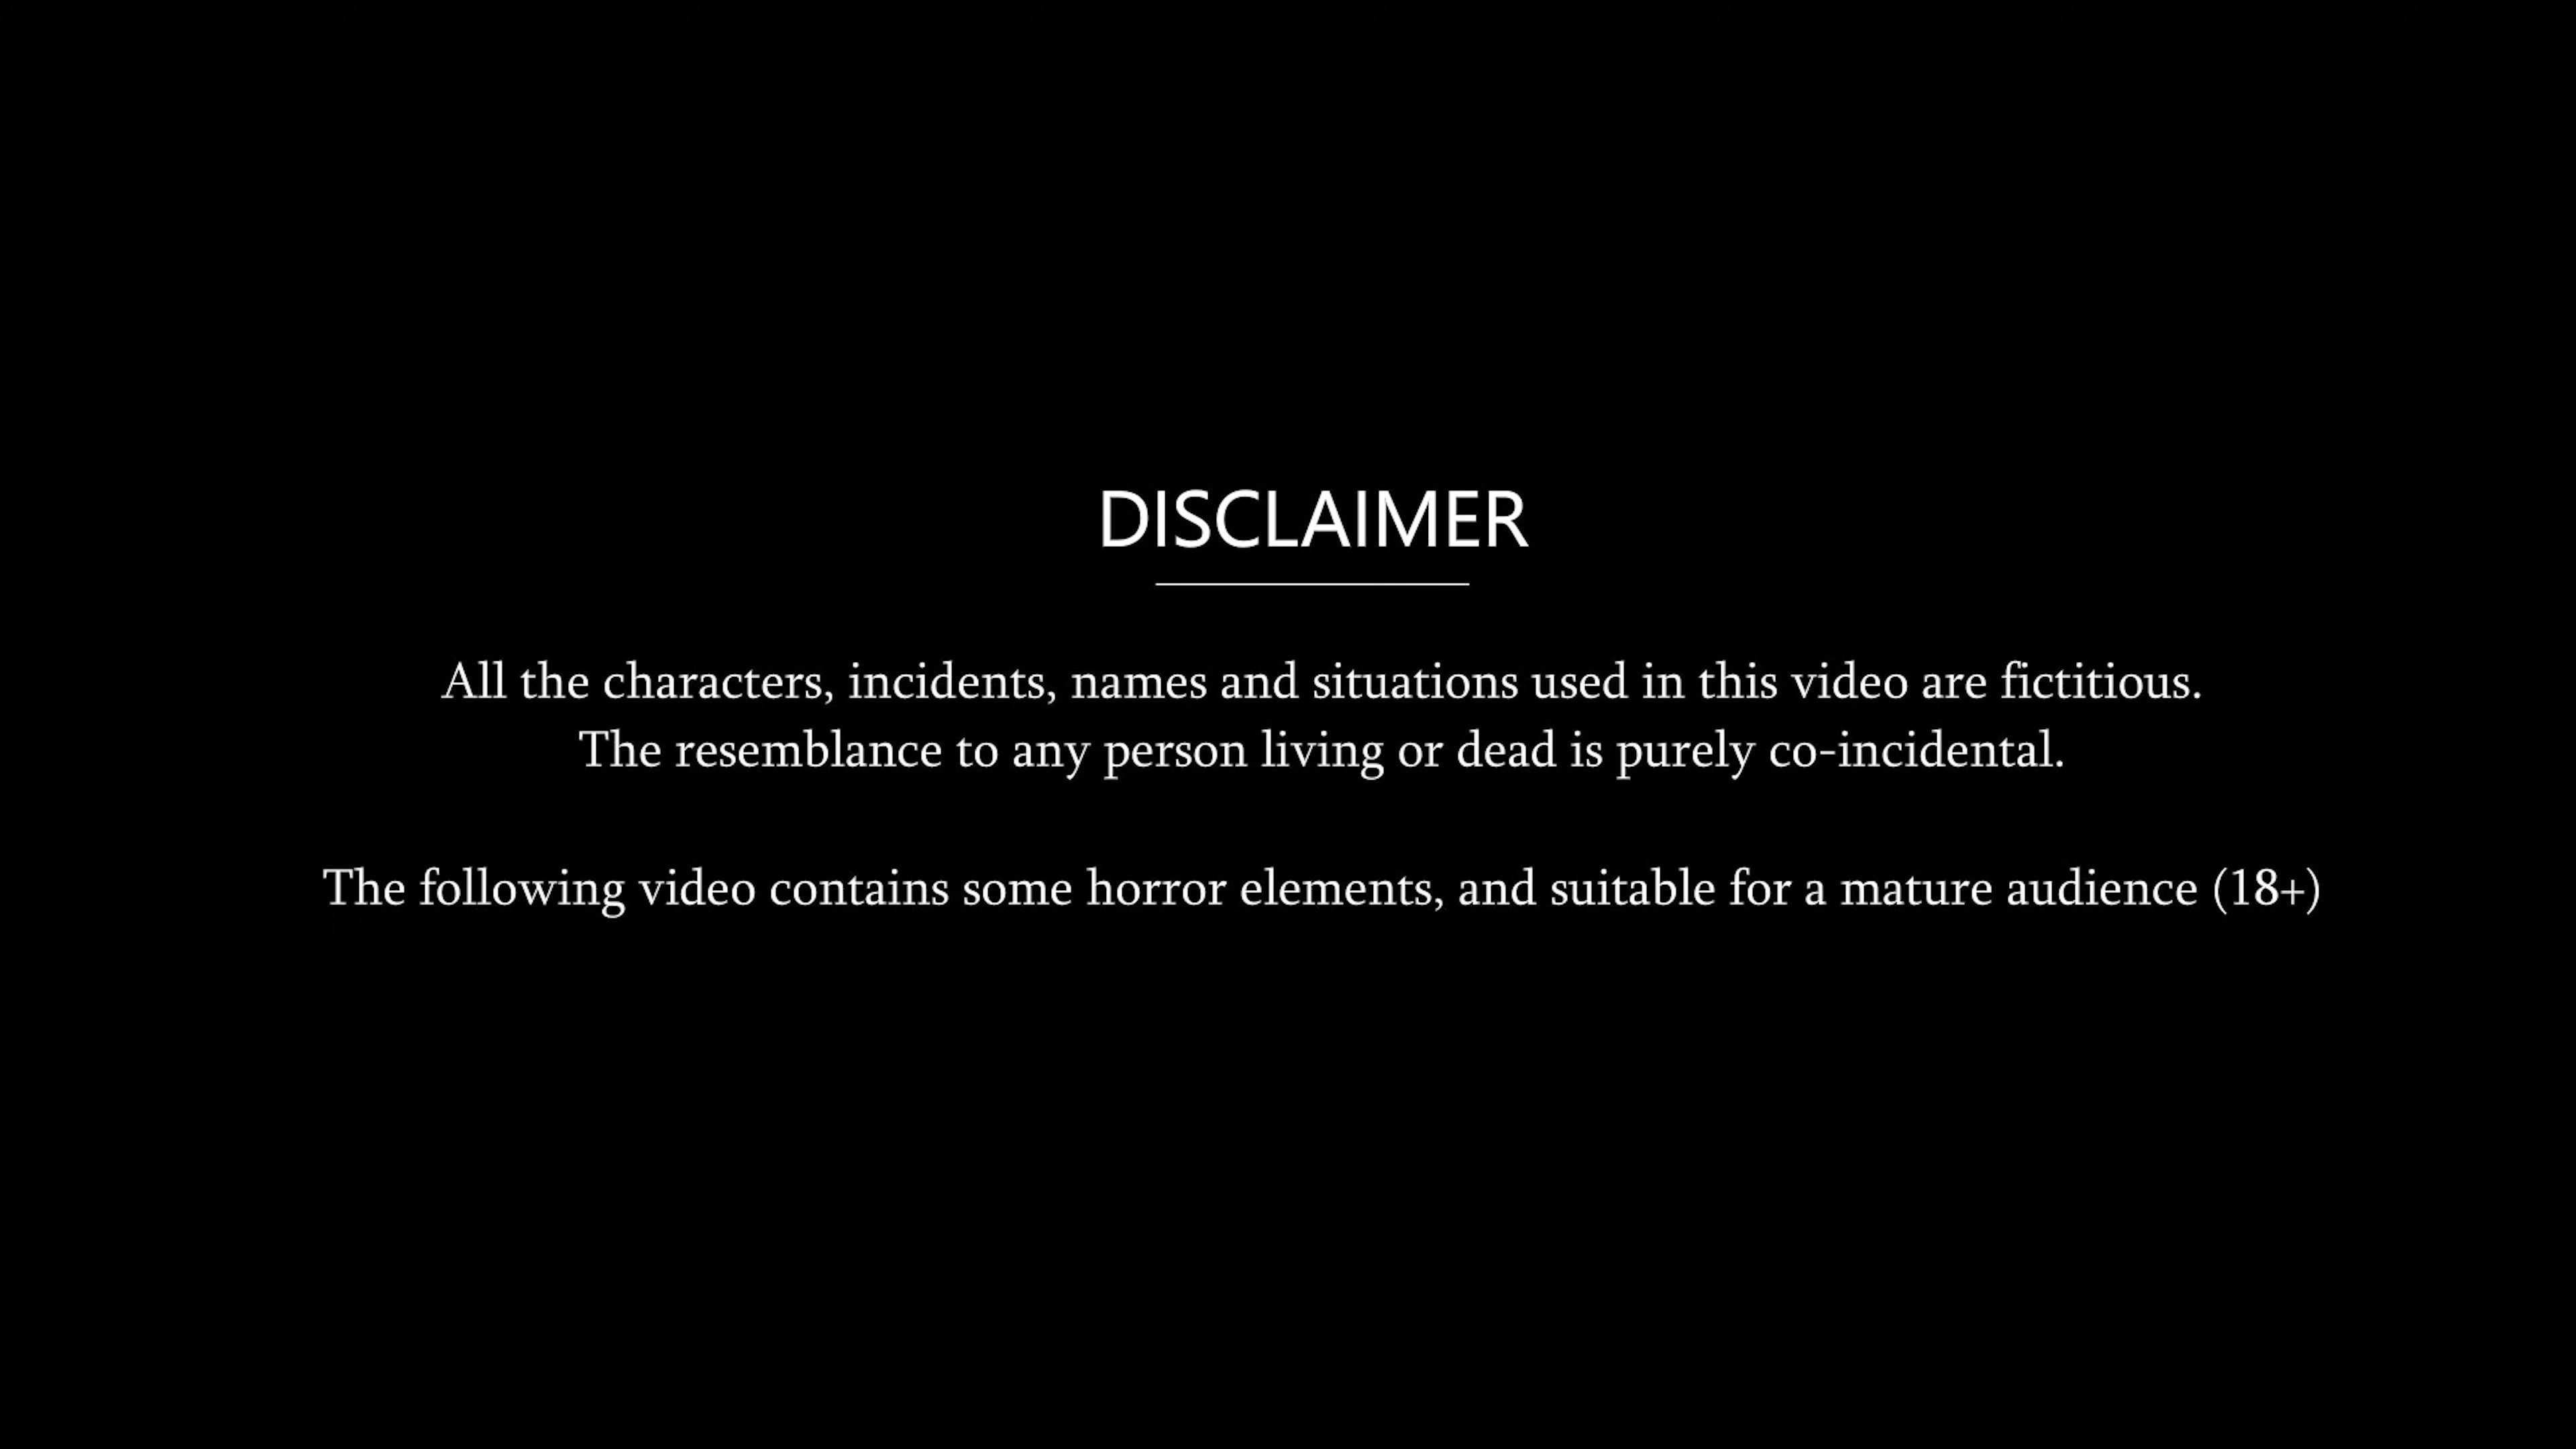 DISCLAIMER
All the characters, incidents, names and situations used in this video are fictitious.
The resemblance to any person living or dead is purely co-incidental.
The following video contains some horror elements, and suitable for a mature audience (18+)